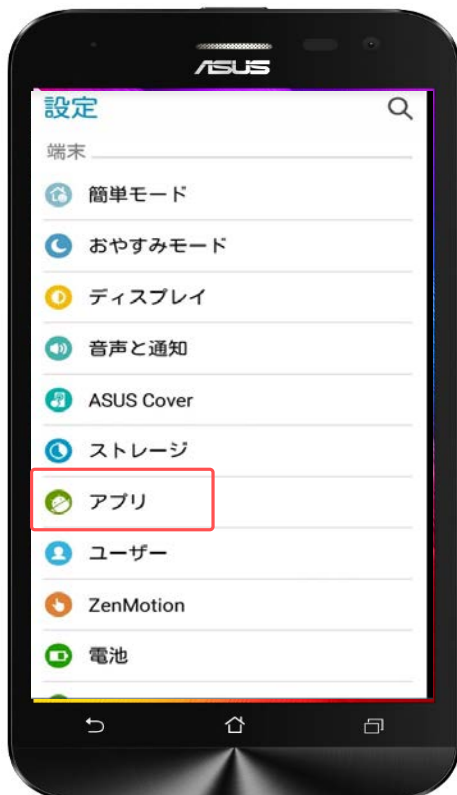 ASUS
設定
端末
簡単モード
おやすみモード
ディスプレイ
音声と通知
ASUS Cover
ストレージ
アプリ
ユーザー
ZenMotion
電池